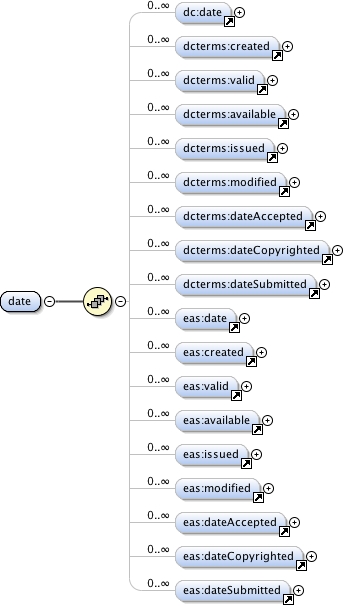 0..∞
dc:date
0..∞
dcterms:created
0..∞
dcterms:valid
0..∞
dcterms:available
0..∞
dcterms:issued
0..∞
dcterms:modified
0..∞
dcterms:dateAccepted
0..∞
dcterms:dateCopyrighted
0..∞
dcterms:dateSubmitted
date
0..∞
eas:date
0..∞
eas:created
0..∞
eas:valid
0..∞
eas:available
0..∞
eas:issued
0..∞
eas:modified
0..∞
eas:dateAccepted
0..∞
eas:dateCopyrighted
0..∞
eas:dateSubmitted